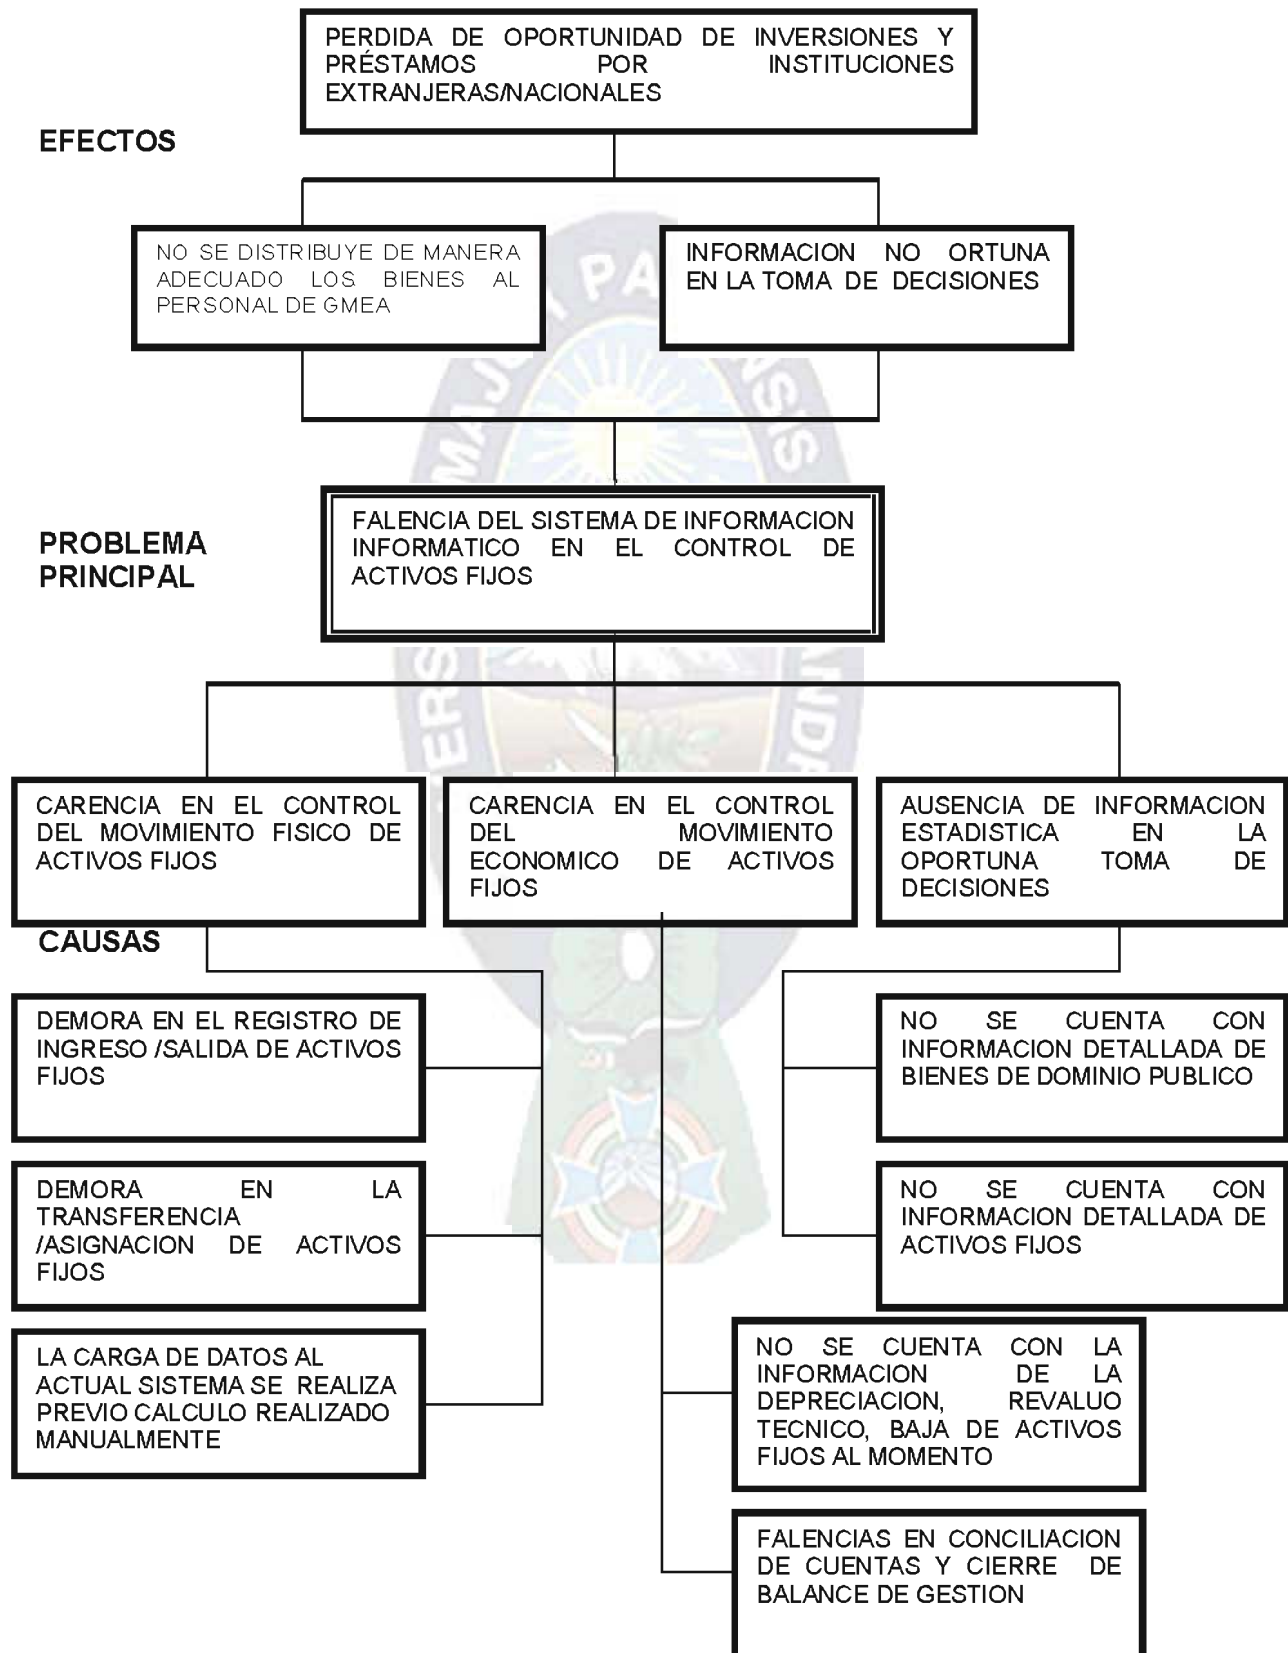 PERDIDA DE OPORTUNIDAD DE INVERSIONES Y
PRÉSTAMOS POR INSTITUCIONES
EXTRANJERAS/NACIONALES
EFECTOS
NO SE DISTRIBUYE DE MANERA
ADECUADO LOS BIENES AL
PERSONAL DE GMEA
INFORMACION NO ORTUNA
EN LA TOMA DE DECISIONES
PROBLEMA
PRINCIPAL
FALENCIA DEL SISTEMA DE INFORMACION
INFORMATICO EN EL CONTROL DE
ACTIVOS FIJOS
CARENCIA EN EL CONTROL
DEL MOVIMIENTO FISICO DE
ACTIVOS FIJOS
CARENCIA EN EL CONTROL
DEL MOVIMIENTO
ECONOMICO DE ACTIVOS
FIJOS
AUSENCIA DE INFORMACION
ESTADISTICA EN LA
OPORTUNA TOMA DE
DECISIONES
CAUSAS
DEMORA EN EL REGISTRO DE
INGRESO /SALIDA DE ACTIVOS
FIJOS
DEMORA EN LA
TRANSFERENCIA
/ASIGNACION DE ACTIVOS
FIJOS
LA CARGA DE DATOS AL
ACTUAL SISTEMA SE REALIZA
PREVIO CALCULO REALIZADO
MANUALMENTE
NO SE CUENTA CON
INFORMACION DETALLADA DE
BIENES DE DOMINIO PUBLICO
NO SE CUENTA CON
INFORMACION DETALLADA DE
ACTIVOS FIJOS
NO SE CUENTA CON LA
INFORMACION DE LA
DEPRECIACION, REVALUO
TECNICO, BAJA DE ACTIVOS
FIJOS AL MOMENTO
FALENCIAS EN CONCILIACION
DE CUENTAS Y CIERRE DE
BALANCE DE GESTION